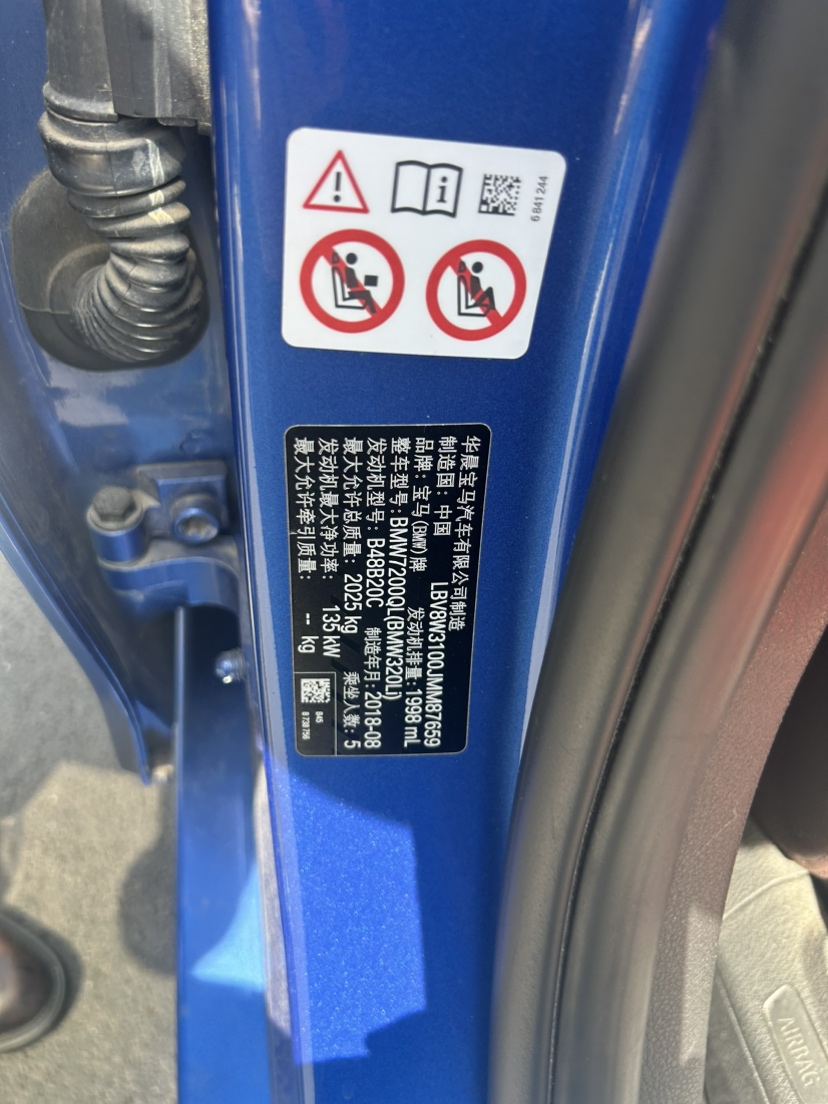 6 841 244
华晨宝马汽车有限公司制造
制造国：中国 LBV8W3100JMM87659
品牌：宝马(BMW)牌 发动机排量：1998 mL
整车型号：BMW7200QL(BMW320Li)
发动机型号：B48B20C 制造年月：2018-08
最大允许总质量：2025 kg 乘坐人数：5
发动机最大净功率：135 kW
最大允许牵引质量：-- kg
845
8 738 756
AIRBAG